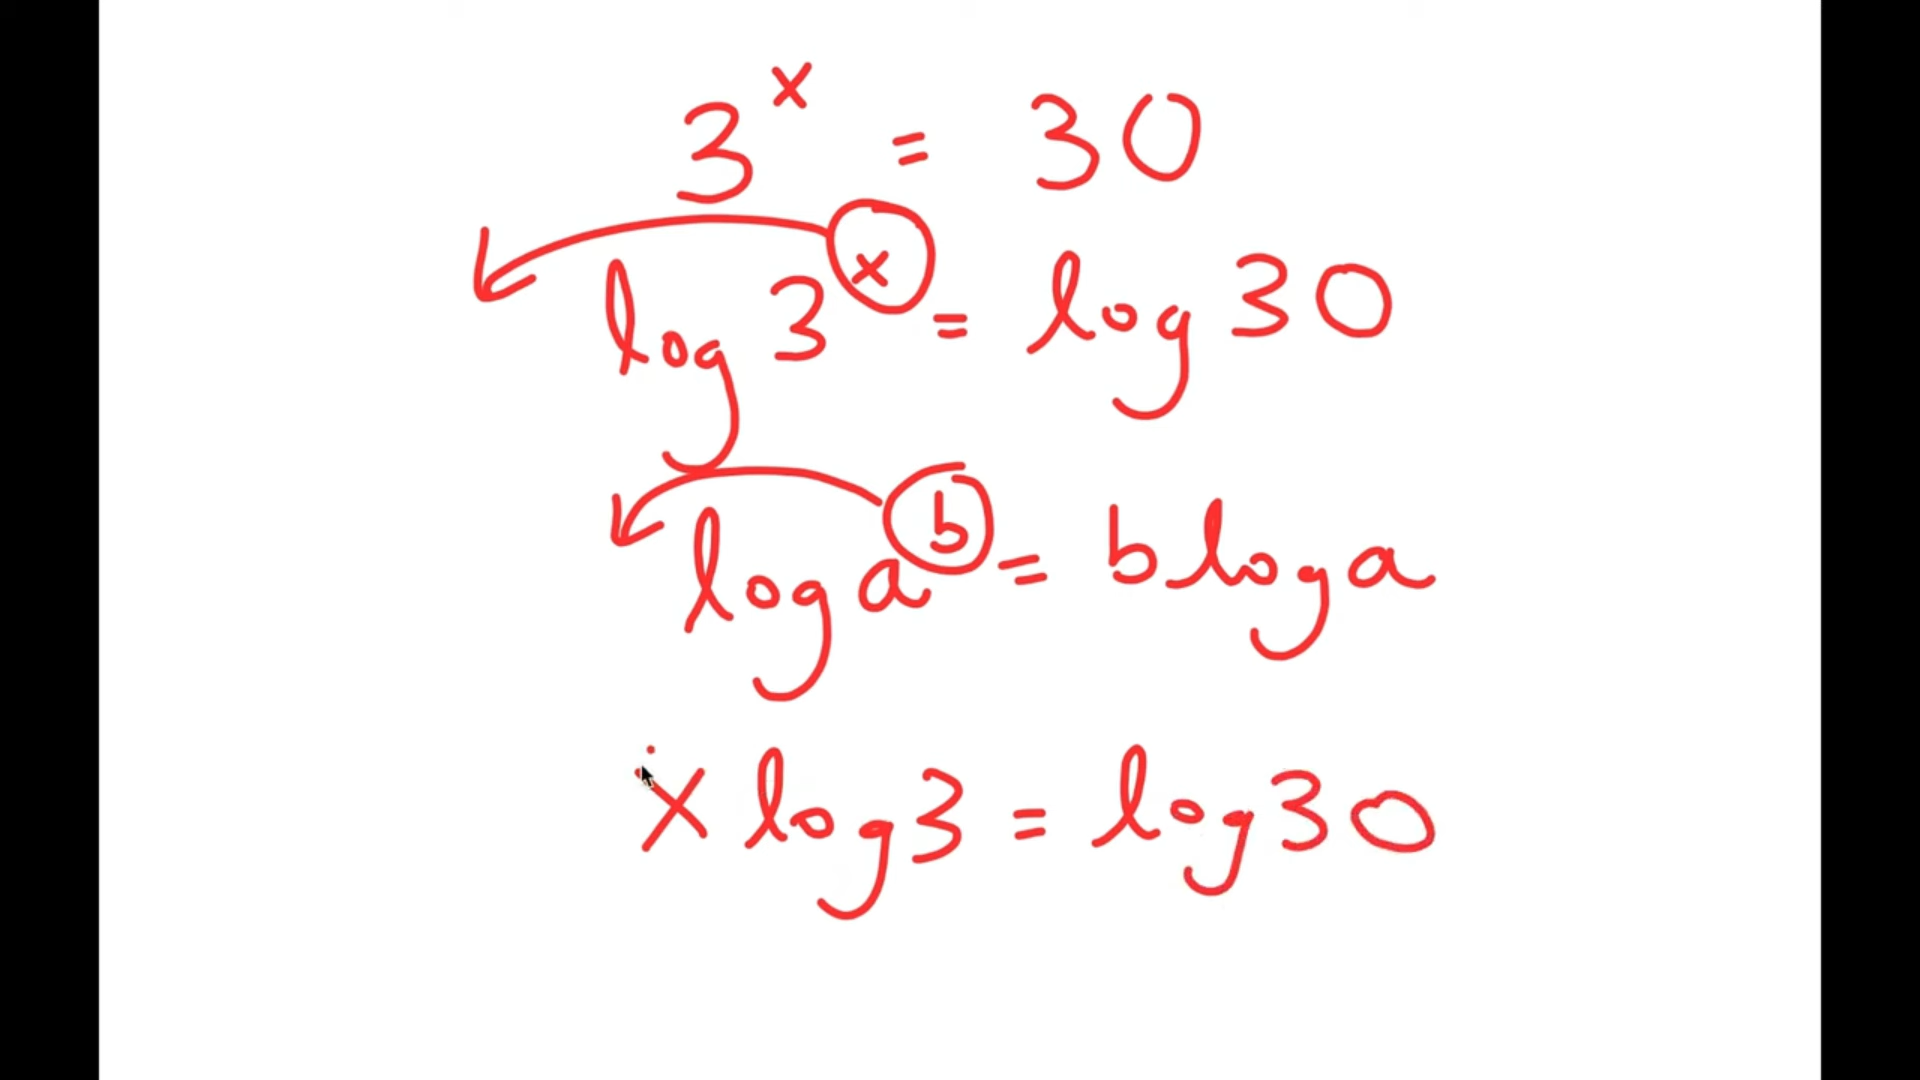 3^x = 30
log 3^x = log 30
log a^b = b log a
x log 3 = log 30